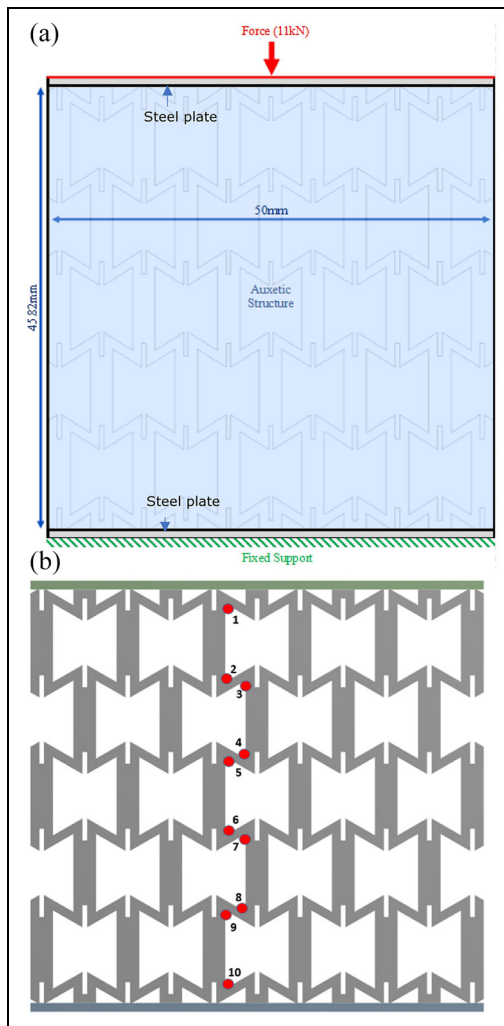 (a)
Force (11kN)
Steel plate
50mm
Auxetic
Structure
45.82mm
Steel plate
Fixed Support
(b)
1
2
3
4
5
6
7
8
9
10